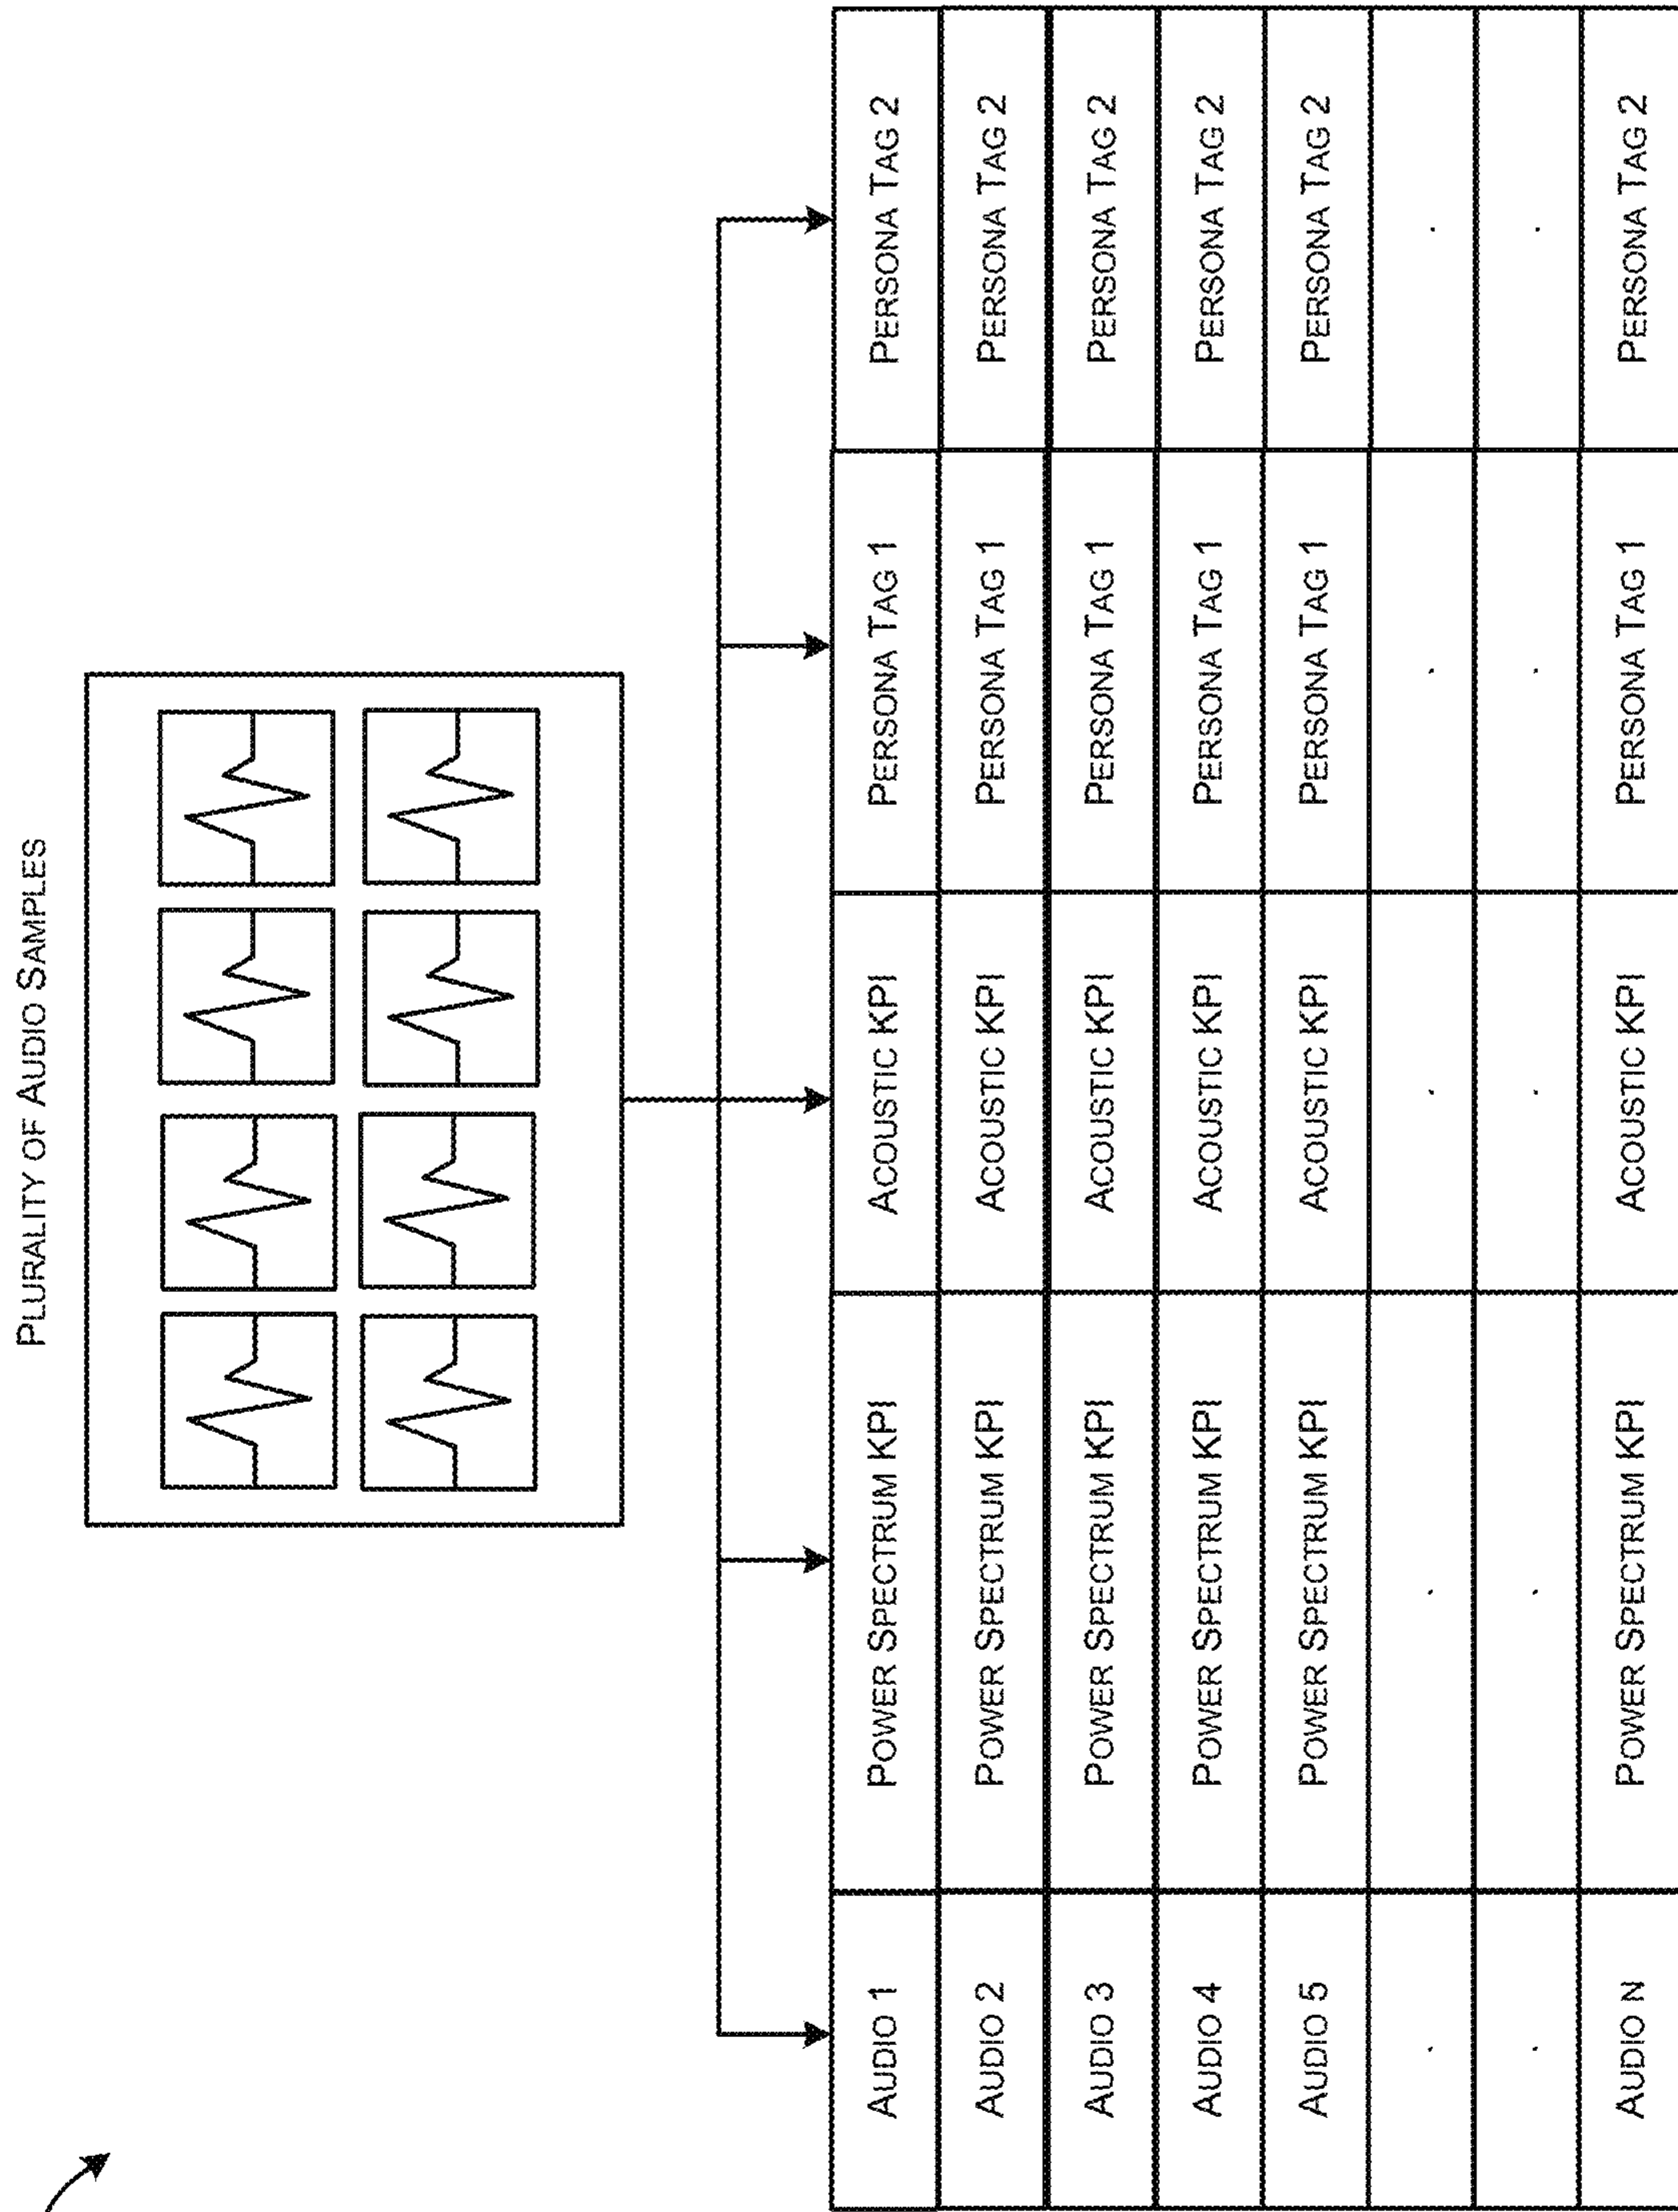 PLURALITY OF AUDIO SAMPLES
AUDIO 1 POWER SPECTRUM KPI ACOUSTIC KPI PERSONA TAG 1 PERSONA TAG 2
AUDIO 2 POWER SPECTRUM KPI ACOUSTIC KPI PERSONA TAG 1 PERSONA TAG 2
AUDIO 3 POWER SPECTRUM KPI ACOUSTIC KPI PERSONA TAG 1 PERSONA TAG 2
AUDIO 4 POWER SPECTRUM KPI ACOUSTIC KPI PERSONA TAG 1 PERSONA TAG 2
AUDIO 5 POWER SPECTRUM KPI ACOUSTIC KPI PERSONA TAG 1 PERSONA TAG 2
. . . . .
. . . . .
AUDIO N POWER SPECTRUM KPI ACOUSTIC KPI PERSONA TAG 1 PERSONA TAG 2